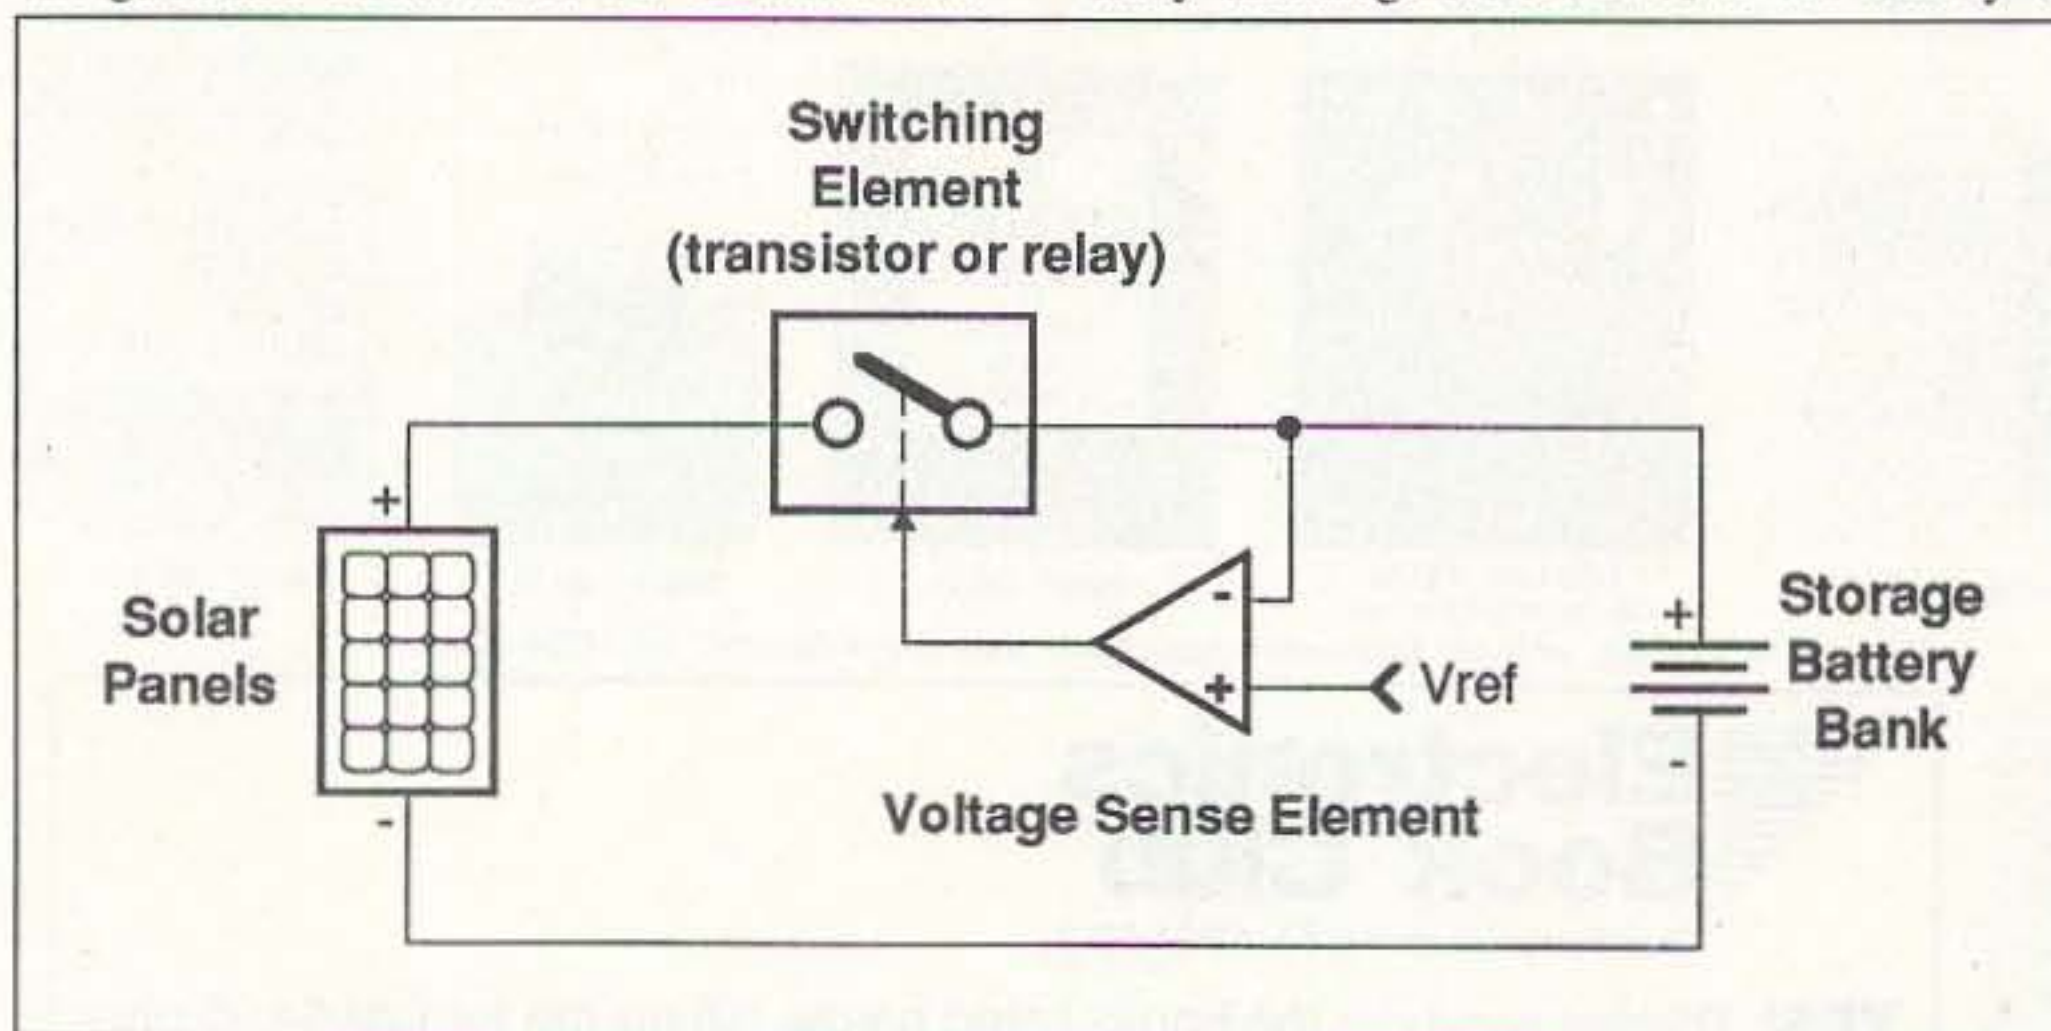 Switching
Element
(transistor or relay)
+
-
+
Vref
+
-
Solar
Panels
-
Storage
Battery
Bank
Voltage Sense Element